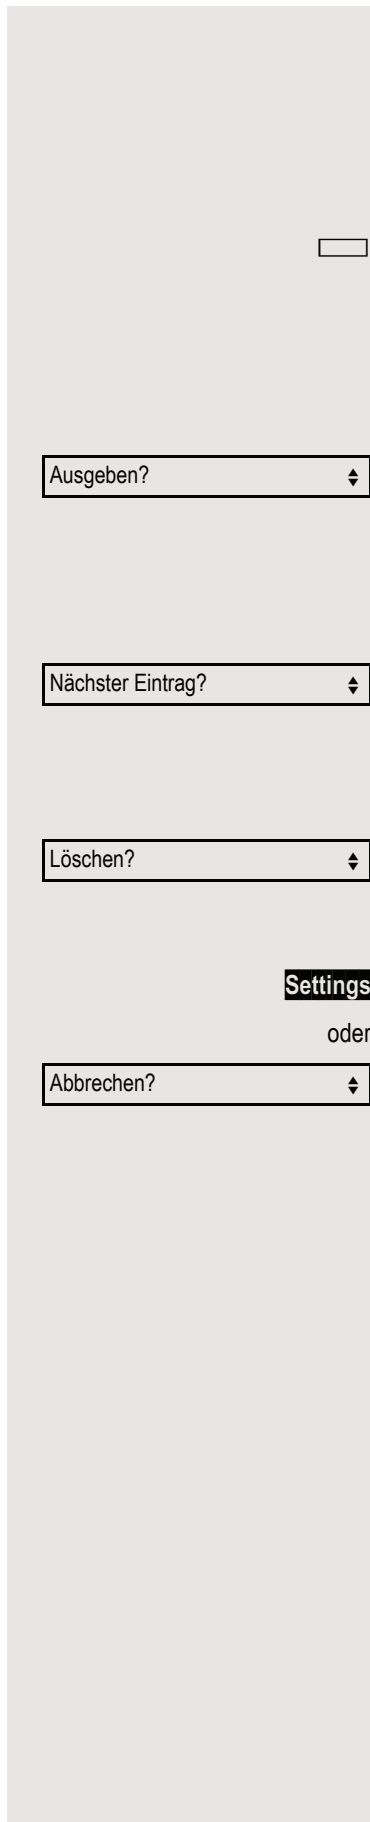 Ausgeben?
Nächster Eintrag?
Löschen?
Settings
oder
Abbrechen?